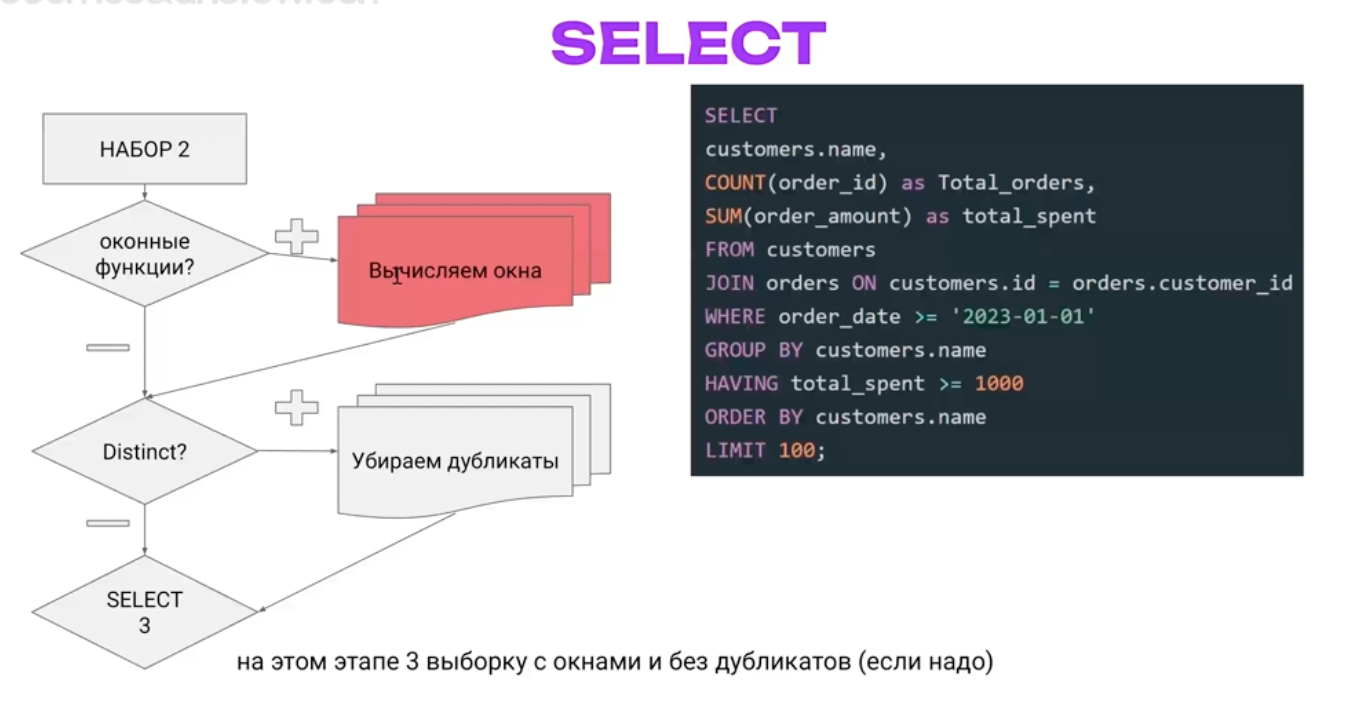 SELECT
НАБОР 2
оконные
функции?
Вычисляем окна
Distinct?
Убираем дубликаты
SELECT
3
на этом этапе 3 выборку с окнами и без дубликатов (если надо)
SELECT
customers.name,
COUNT(order_id) as Total_orders,
SUM(order_amount) as total_spent
FROM customers
JOIN orders ON customers.id = orders.customer_id
WHERE order_date >= '2023-01-01'
GROUP BY customers.name
HAVING total_spent >= 1000
ORDER BY customers.name
LIMIT 100;